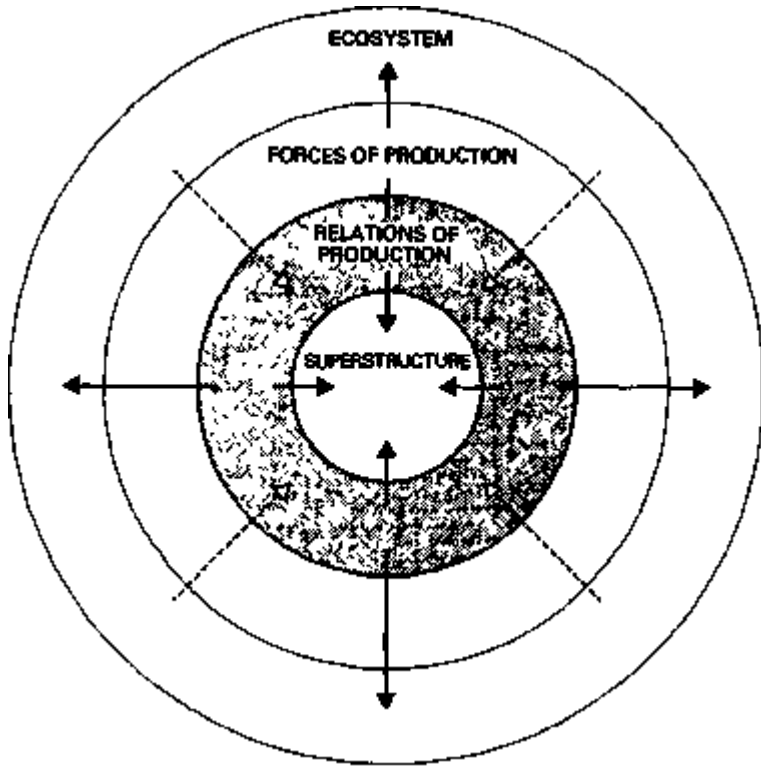 ECOSYSTEM
FORCES OF PRODUCTION
RELATIONS OF
PRODUCTION
SUPERSTRUCTURE